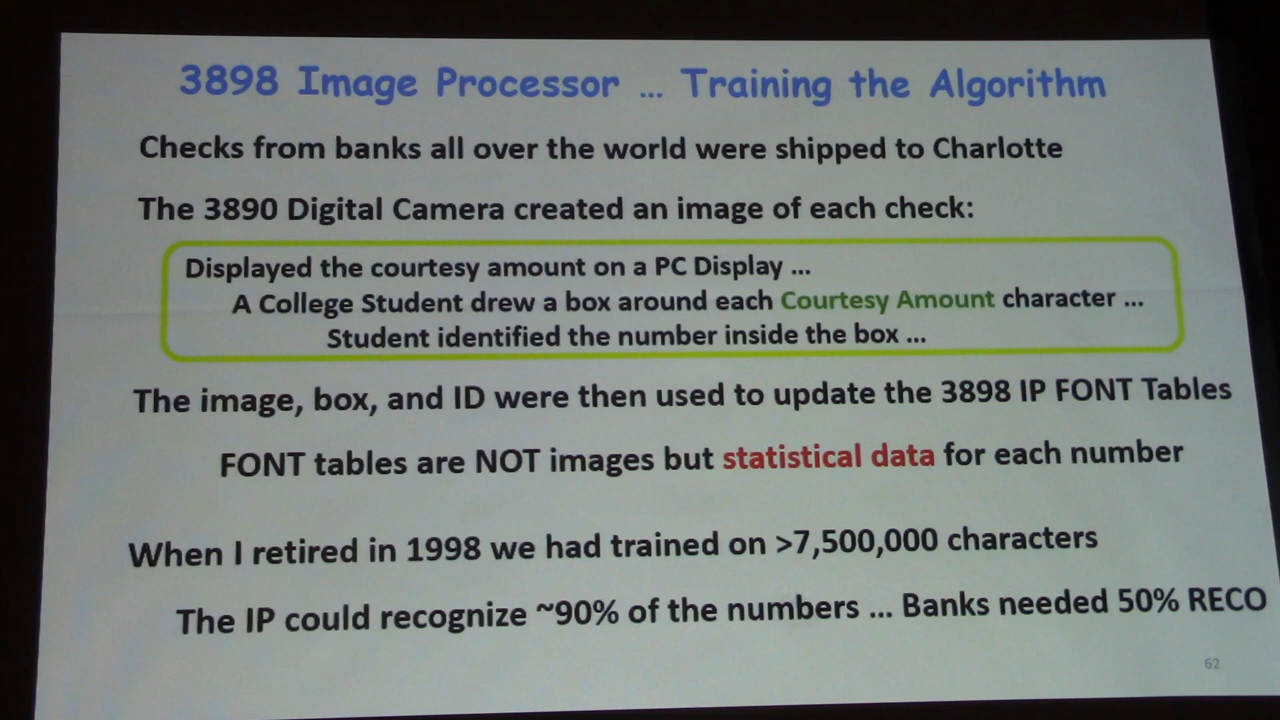 3898 Image Processor ... Training the Algorithm
Checks from banks all over the world were shipped to Charlotte
The 3890 Digital Camera created an image of each check:
Displayed the courtesy amount on a PC Display ...
A College Student drew a box around each Courtesy Amount character ...
Student identified the number inside the box ...
The image, box, and ID were then used to update the 3898 IP FONT Tables
FONT tables are NOT images but statistical data for each number
When I retired in 1998 we had trained on >7,500,000 characters
The IP could recognize ~90% of the numbers ... Banks needed 50% RECO
62